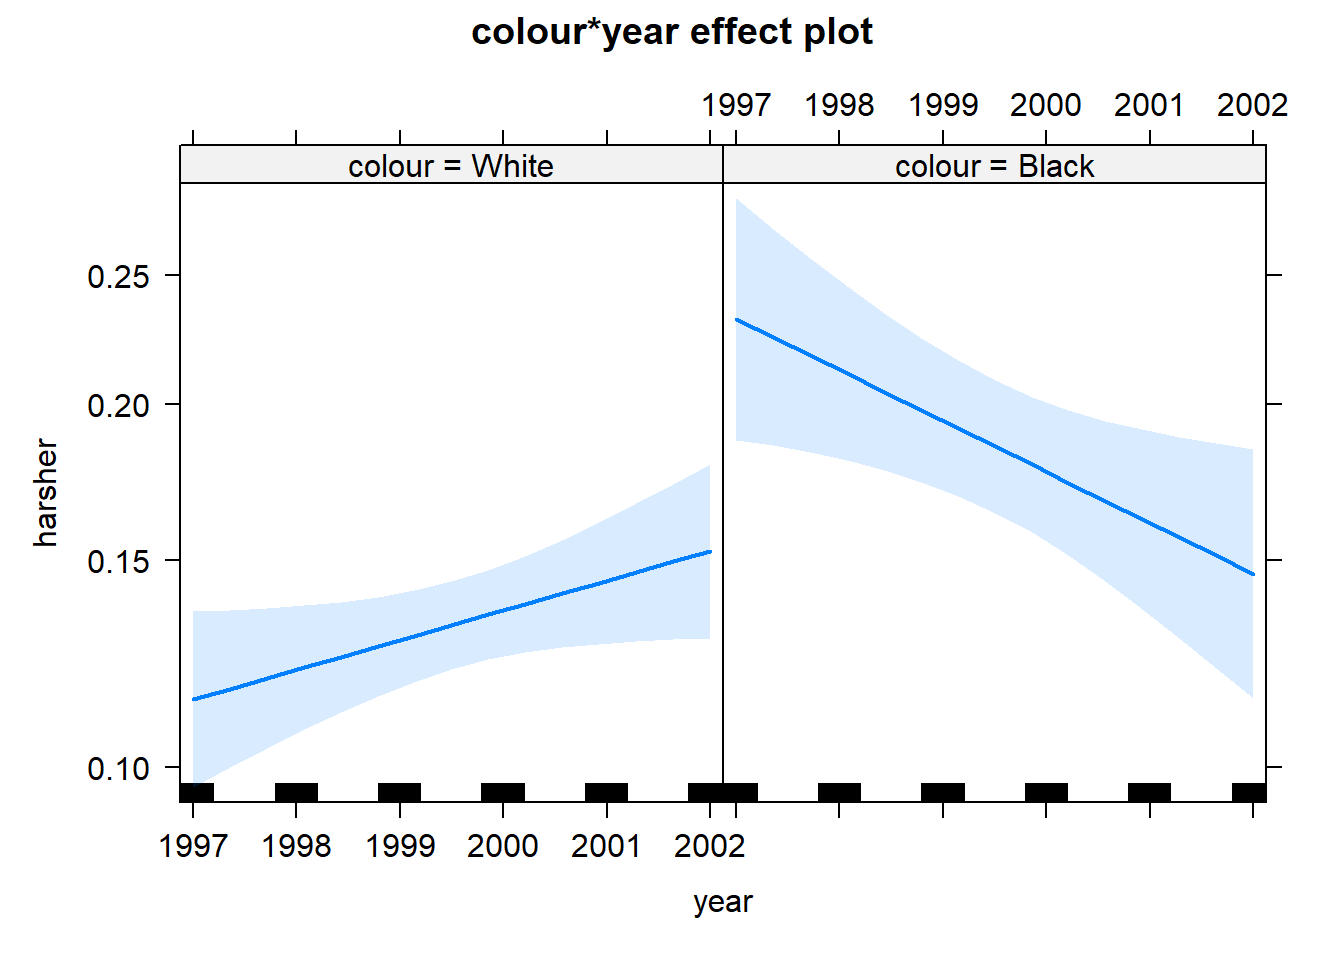 colour*year effect plot
1997 1998 1999 2000 2001 2002
colour = White colour = Black
0.25
0.20
0.15
0.10
harsher
1997 1998 1999 2000 2001 2002
year